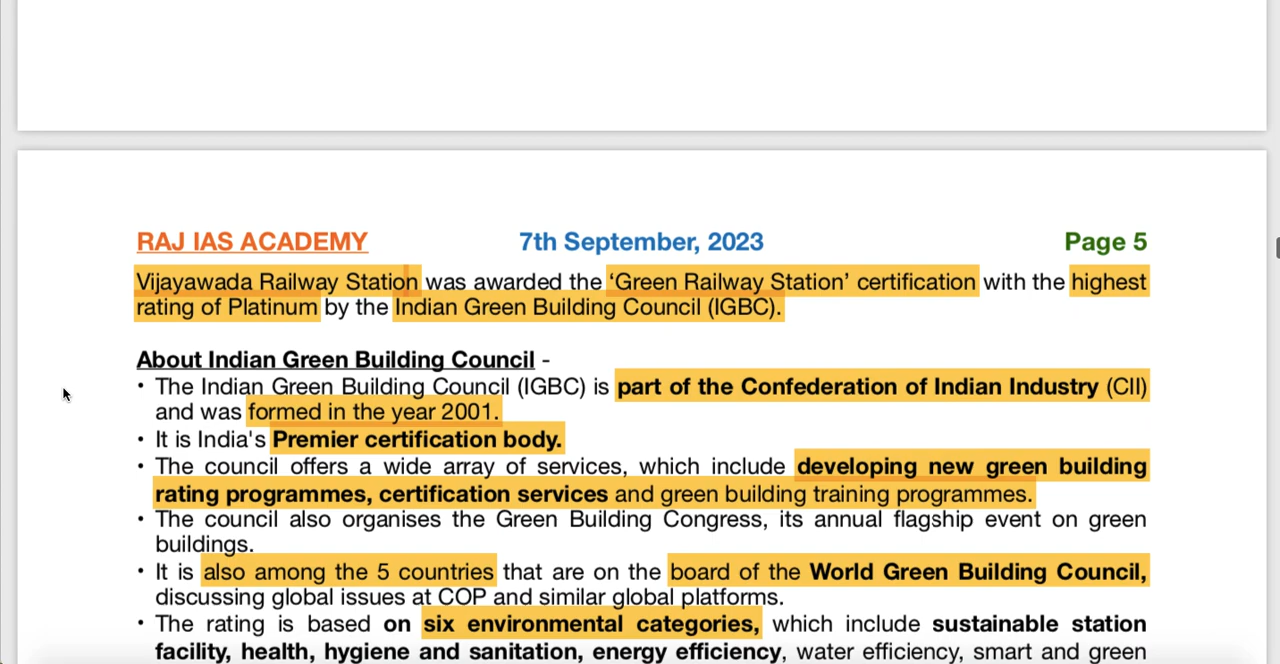 RAJ IAS ACADEMY 7th September, 2023 Page 5
Vijayawada Railway Station was awarded the ‘Green Railway Station’ certification with the highest
rating of Platinum by the Indian Green Building Council (IGBC).
About Indian Green Building Council -
• The Indian Green Building Council (IGBC) is part of the Confederation of Indian Industry (CII)
and was formed in the year 2001.
• It is India's Premier certification body.
• The council offers a wide array of services, which include developing new green building
rating programmes, certification services and green building training programmes.
• The council also organises the Green Building Congress, its annual flagship event on green
buildings.
• It is also among the 5 countries that are on the board of the World Green Building Council,
discussing global issues at COP and similar global platforms.
• The rating is based on six environmental categories, which include sustainable station
facility, health, hygiene and sanitation, energy efficiency, water efficiency, smart and green